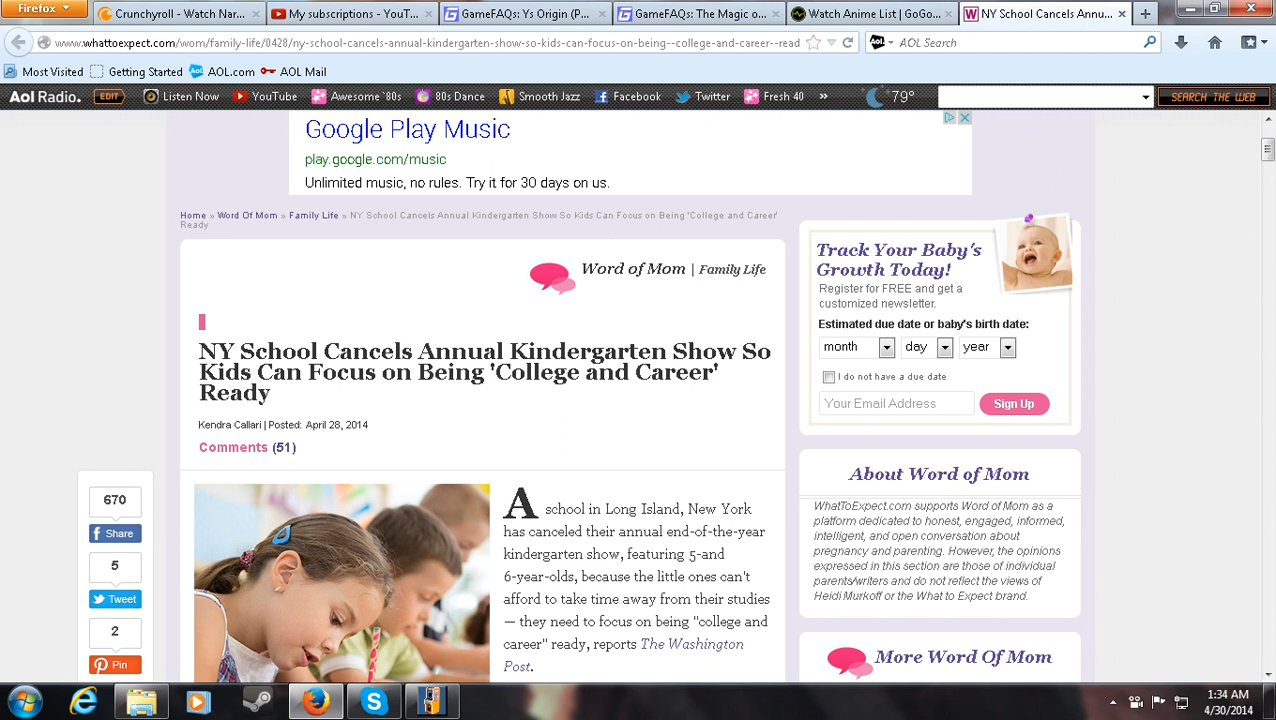 Firefox
Crunchyroll - Watch Nar...
My subscriptions - YouT...
GameFAQs: Ys Origin (P...
GameFAQs: The Magic o...
Watch Anime List | GoGo...
NY School Cancels Annu...
www.whattoexpect.com/wom/family-life/0428/ny-school-cancels-annual-kindergarten-show-so-kids-can-focus-on-being--college-and-career--read
Aol. AOL Search
Most Visited Getting Started AOL.com AOL Mail
Aol Radio. EDIT Listen Now YouTube Awesome `80s 80s Dance Smooth Jazz Facebook Twitter Fresh 40 79° SEARCH THE WEB
Google Play Music
play.google.com/music
Unlimited music, no rules. Try it for 30 days on us.
Home » Word Of Mom » Family Life » NY School Cancels Annual Kindergarten Show So Kids Can Focus on Being 'College and Career'
Ready
Word of Mom | Family Life
NY School Cancels Annual Kindergarten Show So
Kids Can Focus on Being 'College and Career'
Ready
Kendra Callari | Posted: April 28, 2014
Comments (51)
670
Share
5
Tweet
2
Pin
A school in Long Island, New York
has canceled their annual end-of-the-year
kindergarten show, featuring 5-and
6-year-olds, because the little ones can't
afford to take time away from their studies
— they need to focus on being "college and
career" ready, reports The Washington
Post.
Track Your Baby's
Growth Today!
Register for FREE and get a
customized newsletter.
Estimated due date or baby's birth date:
month day year
I do not have a due date
Your Email Address Sign Up
About Word of Mom
WhatToExpect.com supports Word of Mom as a
platform dedicated to honest, engaged, informed,
intelligent, and open conversation about
pregnancy and parenting. However, the opinions
expressed in this section are those of individual
parents/writers and do not reflect the views of
Heidi Murkoff or the What to Expect brand.
More Word Of Mom
1:34 AM
4/30/2014